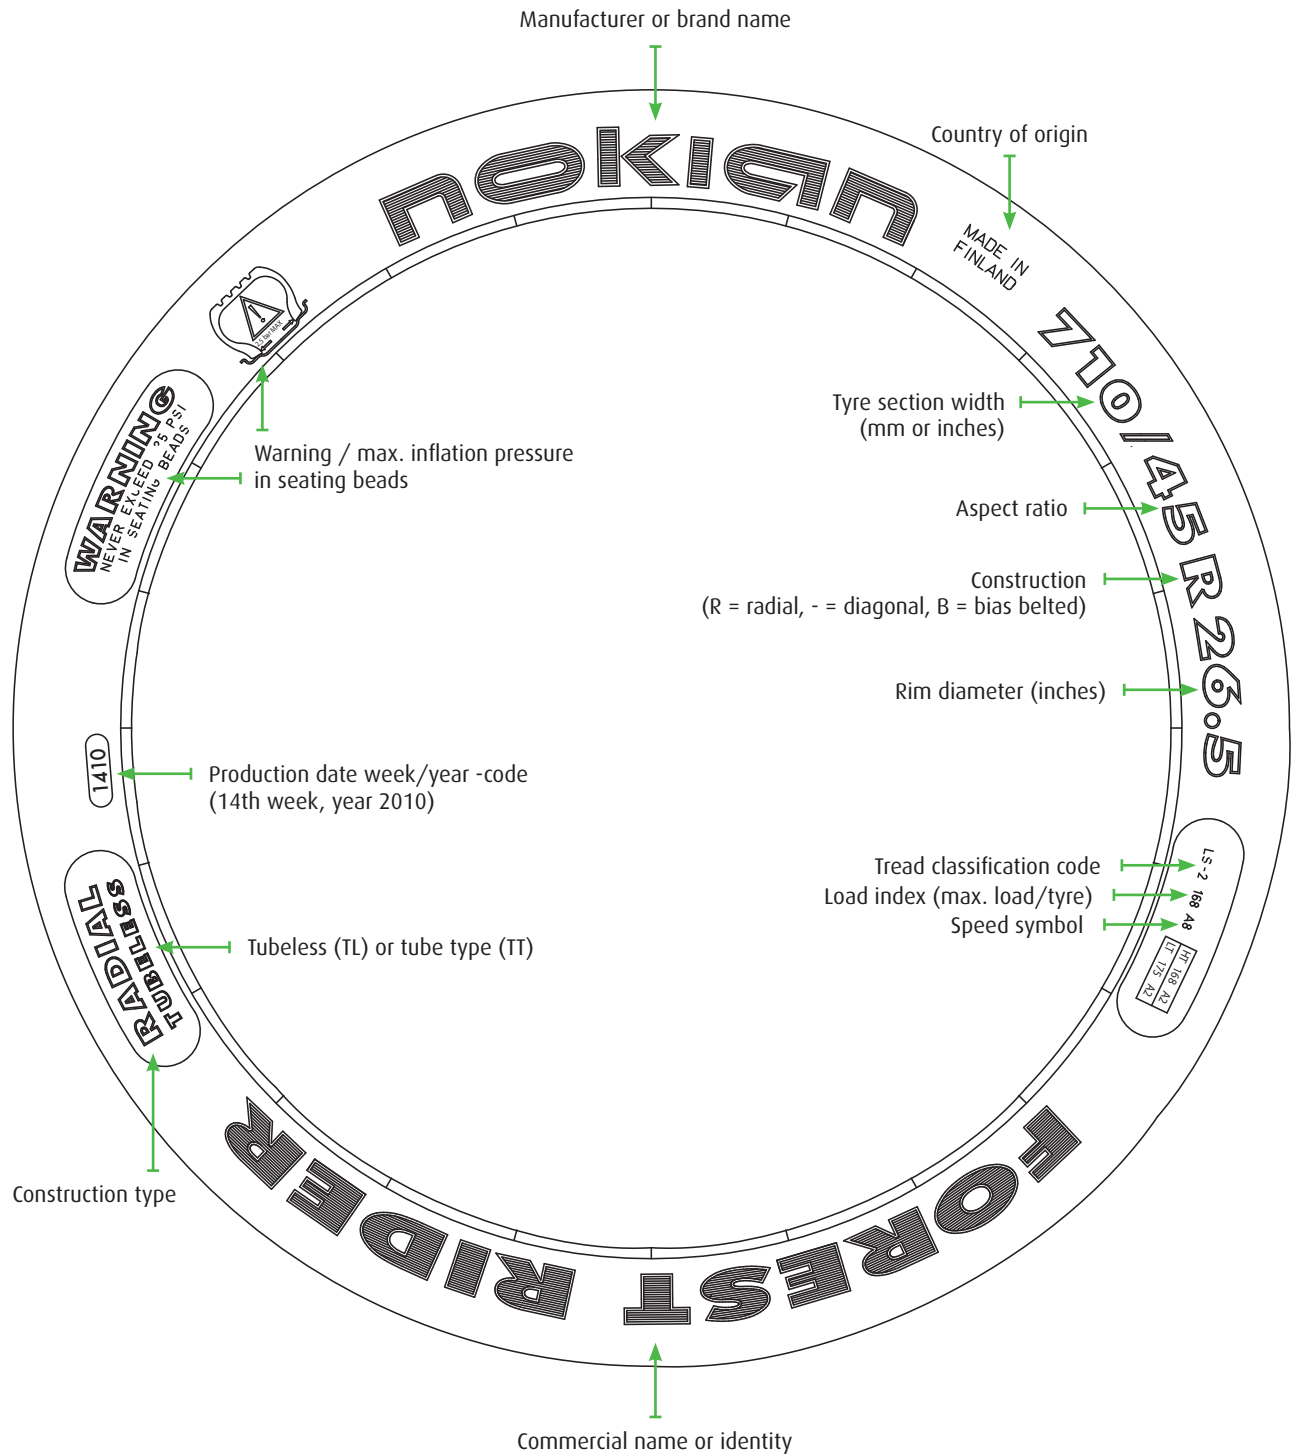 Manufacturer or brand name
Country of origin
nokian
MADE IN
FINLAND
710/45 R 26.5
Tyre section width
(mm or inches)
2.5 bar MAX
WARNING
NEVER EXCEED 35 PSI
IN SEATING BEADS
Warning / max. inflation pressure
in seating beads
Aspect ratio
Construction
(R = radial, - = diagonal, B = bias belted)
Rim diameter (inches)
1410
Production date week/year -code
(14th week, year 2010)
Tread classification code
Load index (max. load/tyre)
Speed symbol
LS-2 168 A8
HT 168 A2
LT 175 A2
RADIAL
TUBELESS
Tubeless (TL) or tube type (TT)
Construction type
FOREST RIDER
Commercial name or identity